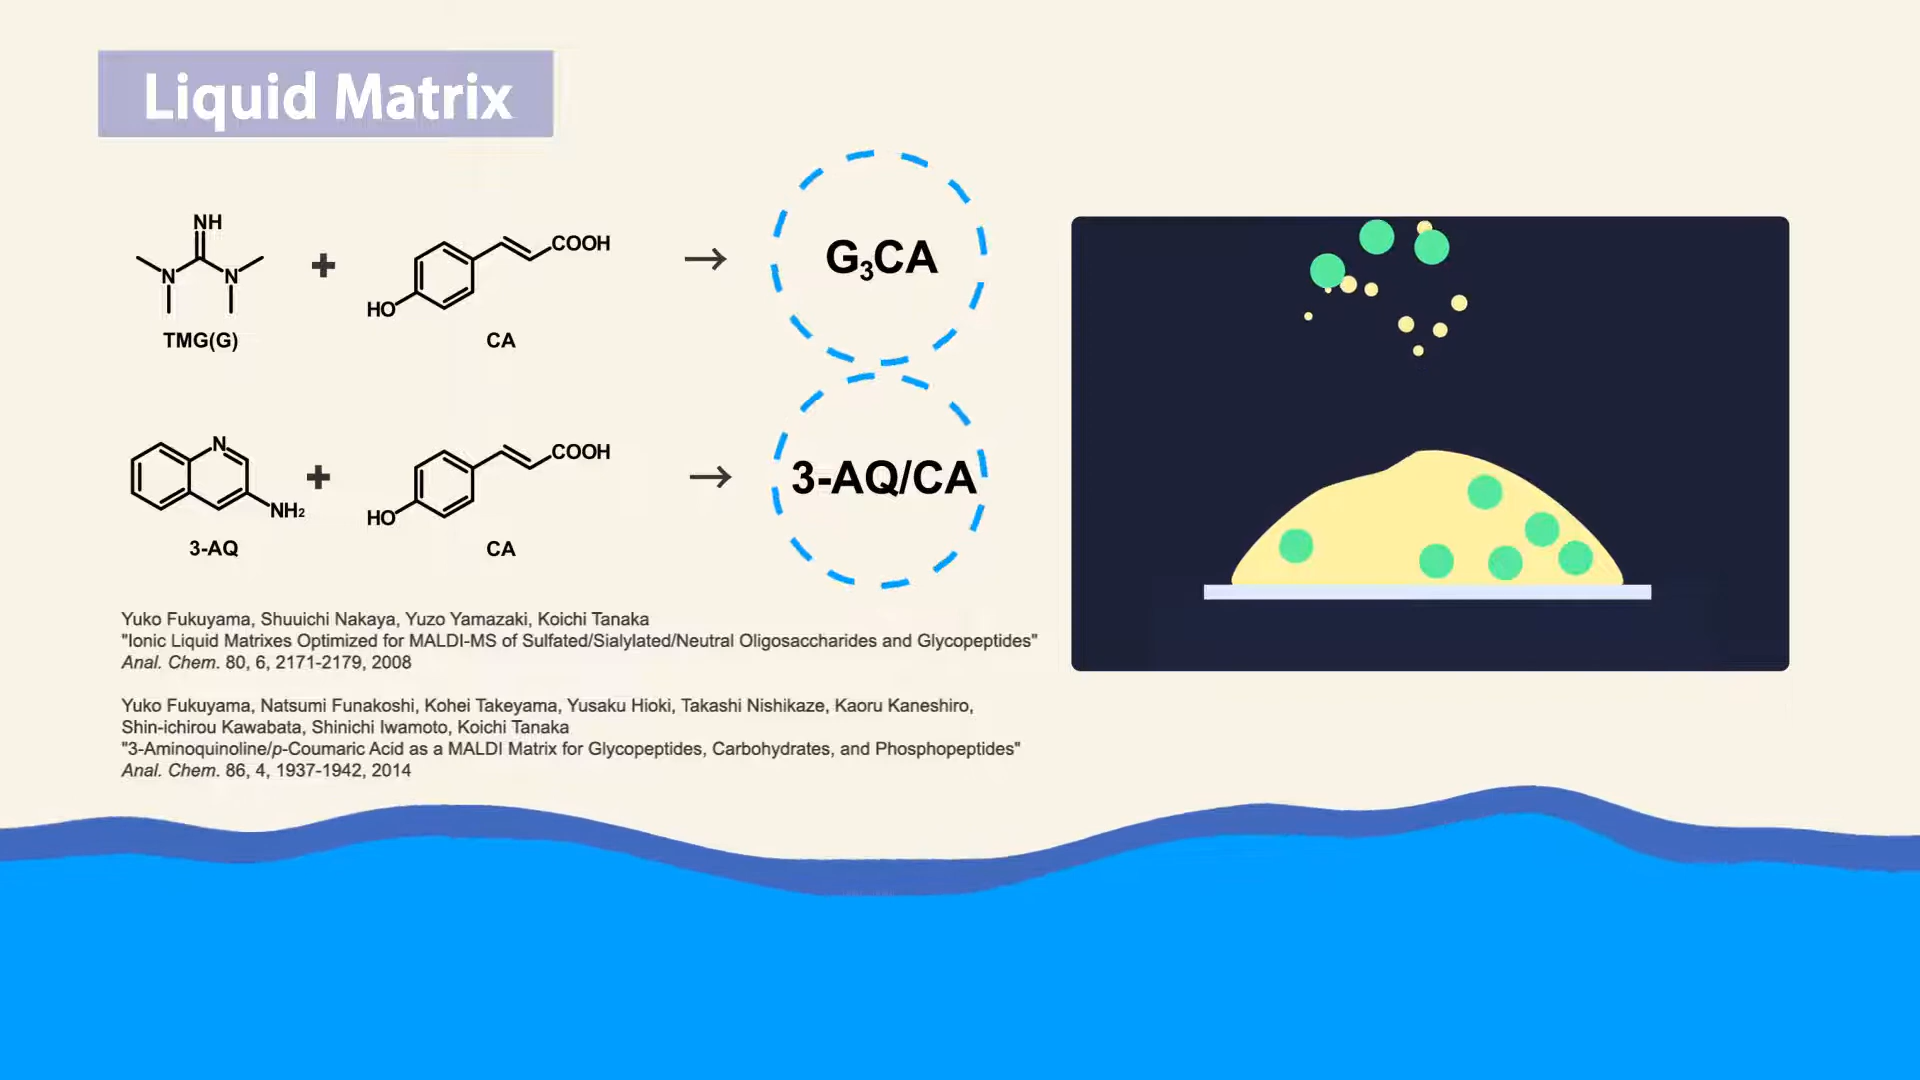 Liquid Matrix
NH
N N
TMG(G)
+
COOH
HO
CA
→
G₃CA
N
NH₂
3-AQ
+
COOH
HO
CA
→
3-AQ/CA
Yuko Fukuyama, Shuuichi Nakaya, Yuzo Yamazaki, Koichi Tanaka
"Ionic Liquid Matrixes Optimized for MALDI-MS of Sulfated/Sialylated/Neutral Oligosaccharides and Glycopeptides"
Anal. Chem. 80, 6, 2171-2179, 2008
Yuko Fukuyama, Natsumi Funakoshi, Kohei Takeyama, Yusaku Hioki, Takashi Nishikaze, Kaoru Kaneshiro,
Shin-ichirou Kawabata, Shinichi Iwamoto, Koichi Tanaka
"3-Aminoquinoline/p-Coumaric Acid as a MALDI Matrix for Glycopeptides, Carbohydrates, and Phosphopeptides"
Anal. Chem. 86, 4, 1937-1942, 2014